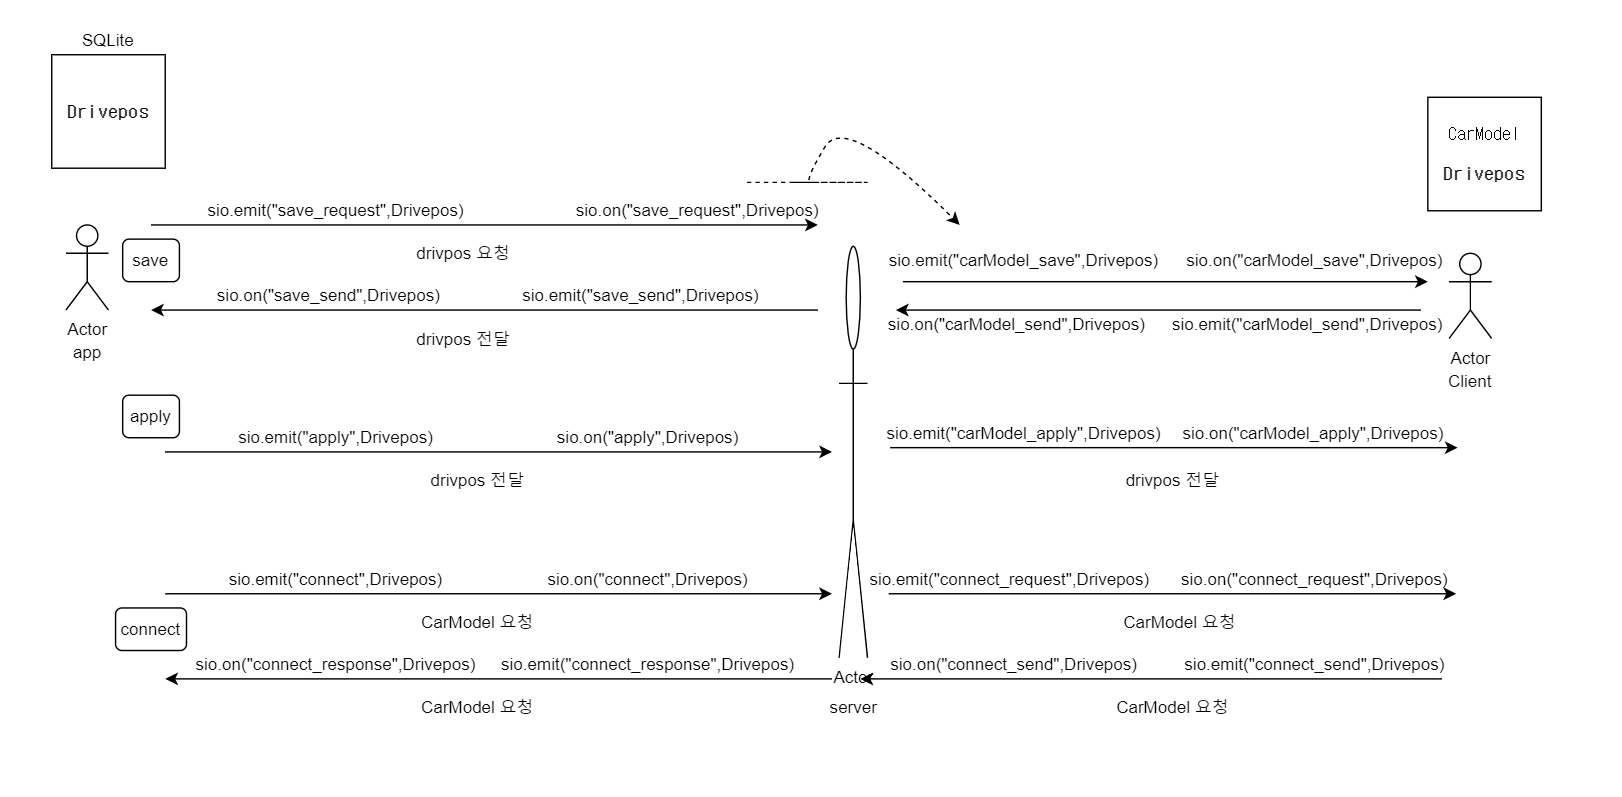 SQLite
Drivepos
CarModel
Drivepos
sio.emit("save_request",Drivepos)
sio.on("save_request",Drivepos)
drivpos 요청
save
sio.emit("carModel_save",Drivepos)
sio.on("carModel_save",Drivepos)
sio.on("save_send",Drivepos)
sio.emit("save_send",Drivepos)
drivpos 전달
sio.on("carModel_send",Drivepos)
sio.emit("carModel_send",Drivepos)
Actor
app
Actor
Client
apply
sio.emit("apply",Drivepos)
sio.on("apply",Drivepos)
drivpos 전달
sio.emit("carModel_apply",Drivepos)
sio.on("carModel_apply",Drivepos)
drivpos 전달
sio.emit("connect",Drivepos)
sio.on("connect",Drivepos)
CarModel 요청
sio.emit("connect_request",Drivepos)
sio.on("connect_request",Drivepos)
CarModel 요청
connect
sio.on("connect_response",Drivepos)
sio.emit("connect_response",Drivepos)
CarModel 요청
sio.on("connect_send",Drivepos)
sio.emit("connect_send",Drivepos)
CarModel 요청
Actor
server